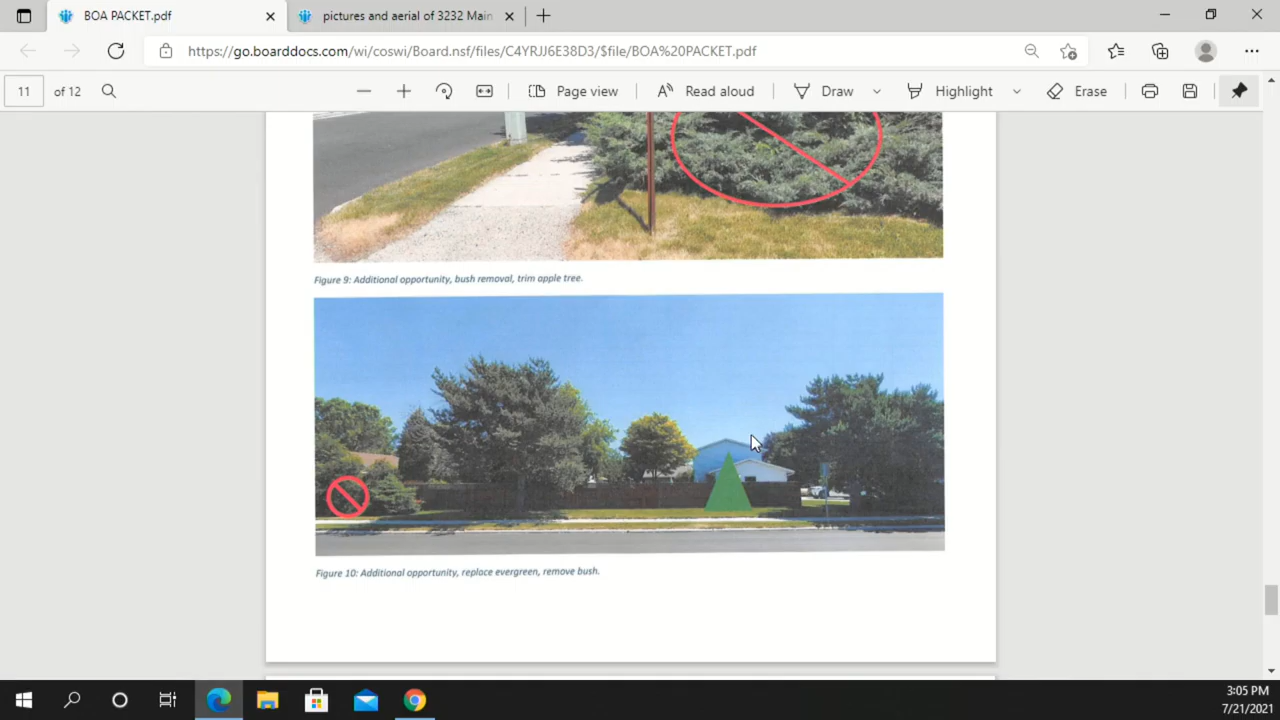 BOA PACKET.pdf
pictures and aerial of 3232 Main
https://go.boarddocs.com/wi/coswi/Board.nsf/files/C4YRJJ6E38D3/$file/BOA%20PACKET.pdf
11 of 12
Page view
Read aloud
Draw
Highlight
Erase
Figure 9: Additional opportunity, bush removal, trim apple tree.
Figure 10: Additional opportunity, replace evergreen, remove bush.
3:05 PM
7/21/2021